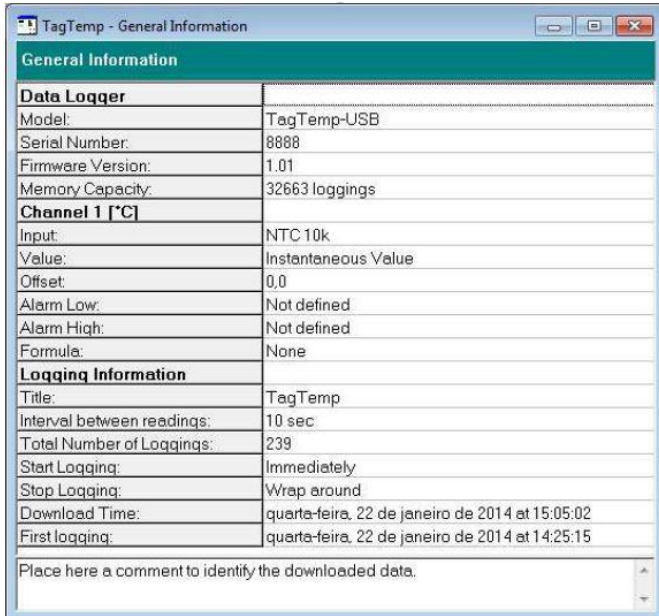 TagTemp - General Information
General Information
Data Logger
Model: TagTemp-USB
Serial Number: 8888
Firmware Version: 1.01
Memory Capacity: 32663 loggings
Channel 1 [°C]
Input: NTC 10k
Value: Instantaneous Value
Offset: 0,0
Alarm Low: Not defined
Alarm High: Not defined
Formula: None
Logging Information
Title: TagTemp
Interval between readings: 10 sec
Total Number of Loggings: 239
Start Logging: Immediately
Stop Logging: Wrap around
Download Time: quarta-feira, 22 de janeiro de 2014 at 15:05:02
First logging: quarta-feira, 22 de janeiro de 2014 at 14:25:15
Place here a comment to identify the downloaded data.